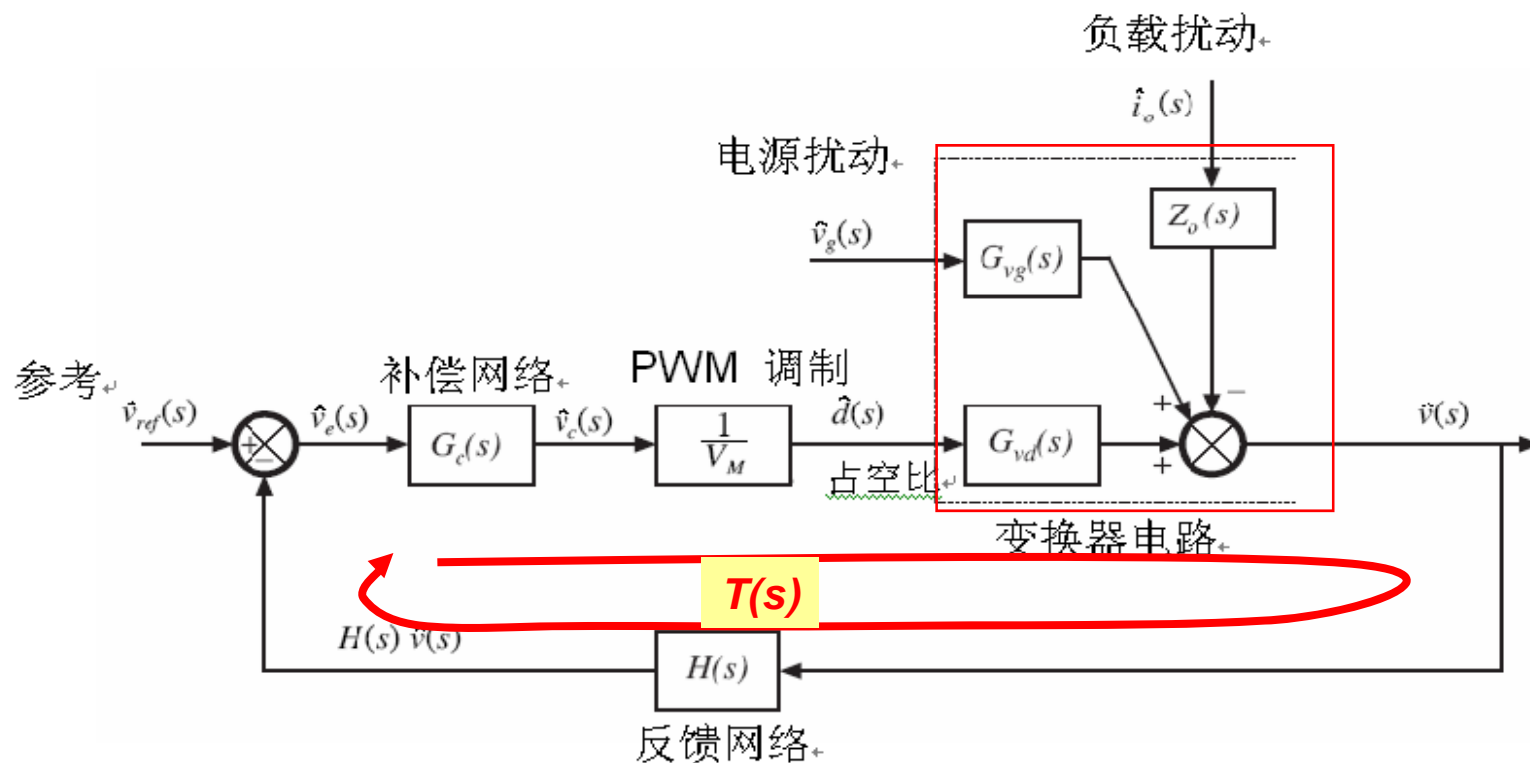 负载扰动
î_o(s)
电源扰动
Z_o(s)
v̂_g(s)
G_vg(s)
参考
补偿网络
PWM 调制
v̂_ref(s)
v̂_e(s)
v̂_c(s)
d̂(s)
v̂(s)
+
−
+
−
+
G_c(s)
1
V_M
G_vd(s)
占空比
变换器电路
T(s)
H(s) v̂(s)
H(s)
反馈网络